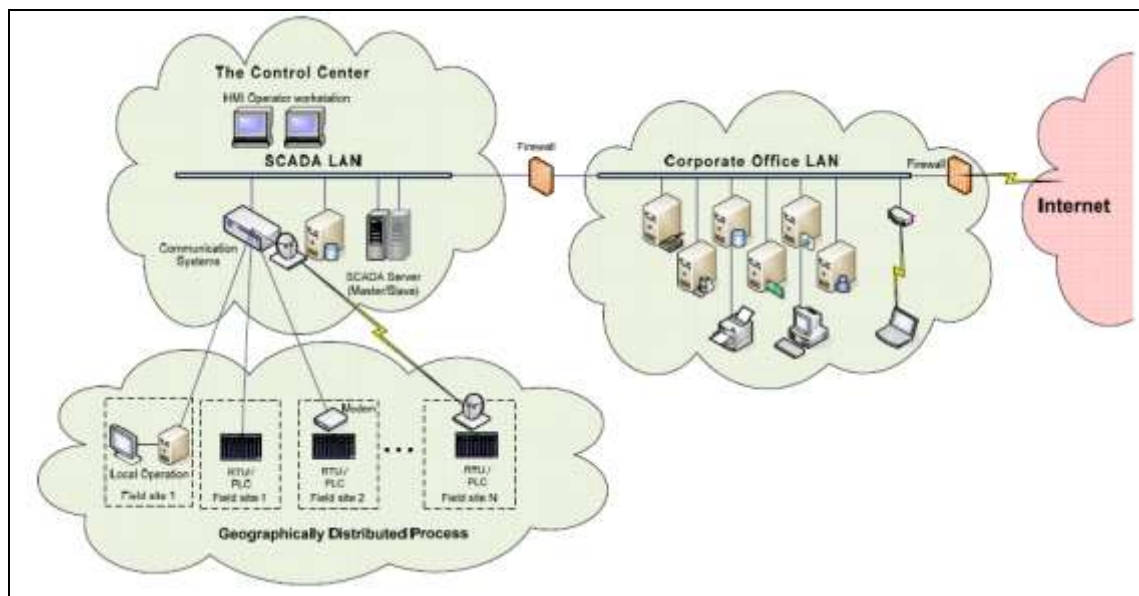 The Control Center
HMI Operator workstation
SCADA LAN
Firewall
Corporate Office LAN
Firewall
Internet
Communication
Systems
SCADA Server
(Master/Slave)
Modem
Local Operation
Field site 1
RTU/
PLC
Field site 1
RTU/
PLC
Field site 2
• • •
RTU/
PLC
Field site N
Geographically Distributed Process